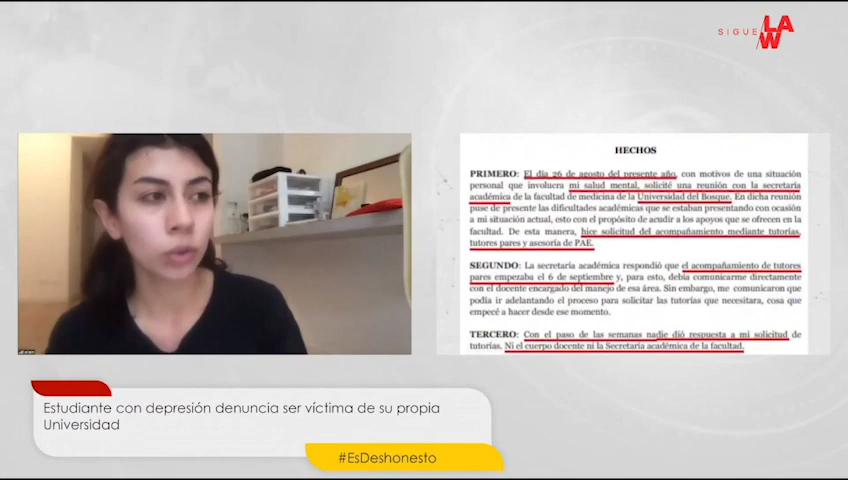 SIGUE LA W
HECHOS
PRIMERO: El día 26 de agosto del presente año, con motivos de una situación
personal que involucra mi salud mental, solicité una reunión con la secretaria
académica de la facultad de medicina de la Universidad del Bosque. En dicha reunión
puse de presente las dificultades académicas que se estaban presentando con ocasión
a mi situación actual, esto con el propósito de acudir a los apoyos que se ofrecen en la
facultad. De esta manera, hice solicitud del acompañamiento mediante tutorías,
tutores pares y asesoría de PAE.
SEGUNDO: La secretaria académica respondió que el acompañamiento de tutores
pares empezaba el 6 de septiembre y, para esto, debía comunicarme directamente
con el docente encargado del manejo de esa área. Sin embargo, me comunicaron que
podía ir adelantando el proceso para solicitar las tutorías que necesitara, cosa que
empecé a hacer desde ese momento.
TERCERO: Con el paso de las semanas nadie dió respuesta a mi solicitud de
tutorías. Ni el cuerpo docente ni la Secretaria académica de la facultad.
Estudiante con depresión denuncia ser víctima de su propia
Universidad
#EsDeshonesto